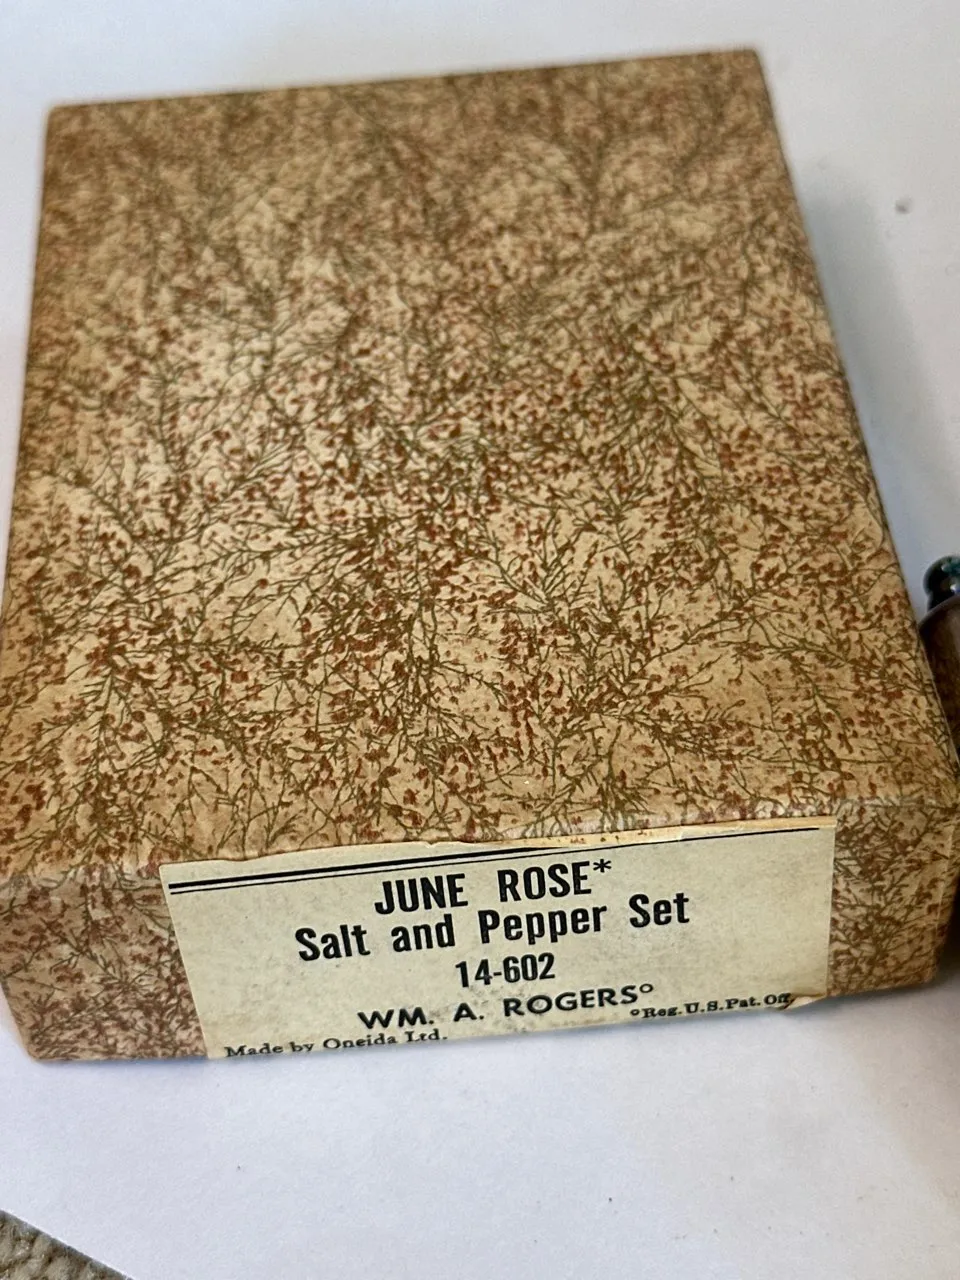 JUNE ROSE*
Salt and Pepper Set
14-602
WM. A. ROGERS°
°Reg. U.S. Pat. Off.
Made by Oneida Ltd.